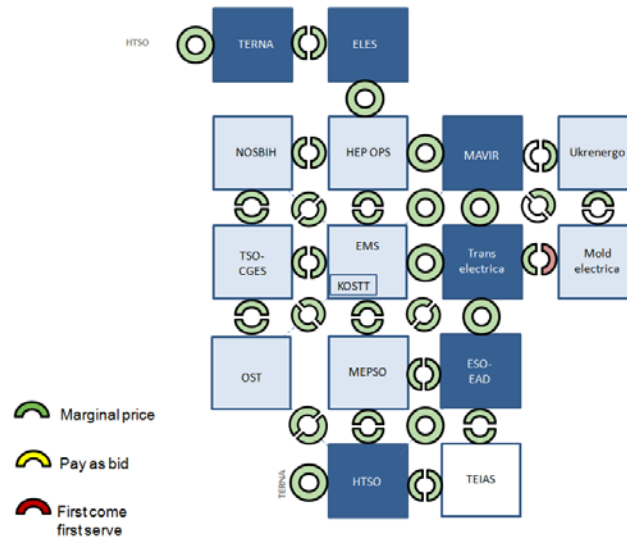 HTSO
TERNA
ELES
NOSBIH
HEP OPS
MAVIR
Ukrenergo
TSO-
CGES
EMS
KOSTT
Trans
electrica
Mold
electrica
OST
MEPSO
ESO-
EAD
Marginal price
Pay as bid
First come
first serve
TERNA
HTSO
TEIAS